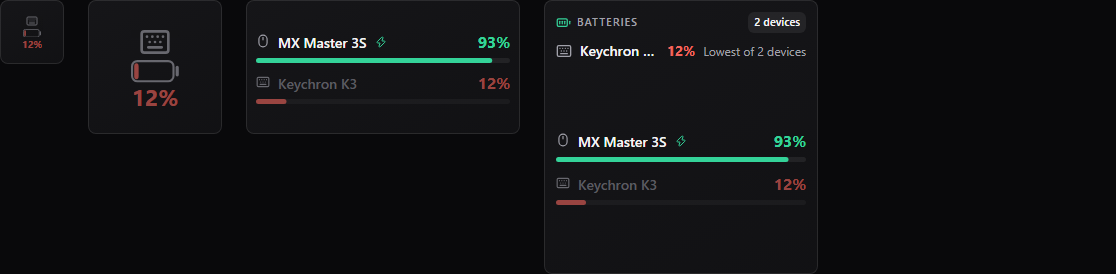 12%
12%
MX Master 3S 93%
Keychron K3 12%
BATTERIES 2 devices
Keychron ... 12% Lowest of 2 devices
MX Master 3S 93%
Keychron K3 12%